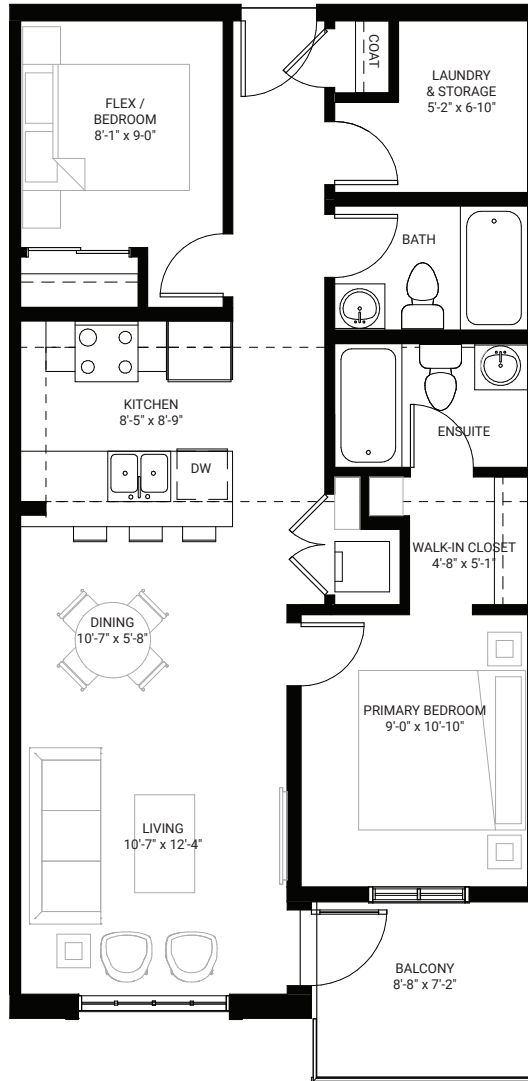 COAT
LAUNDRY
& STORAGE
5'-2" x 6-10"
FLEX /
BEDROOM
8'-1" x 9-0"
BATH
KITCHEN
8'-5" x 8'-9"
ENSUITE
DW
WALK-IN CLOSET
4'-8" x 5'-1"
DINING
10'-7" x 5'-8"
PRIMARY BEDROOM
9'-0" x 10'-10"
LIVING
10'-7" x 12'-4"
BALCONY
8'-8" x 7'-2"